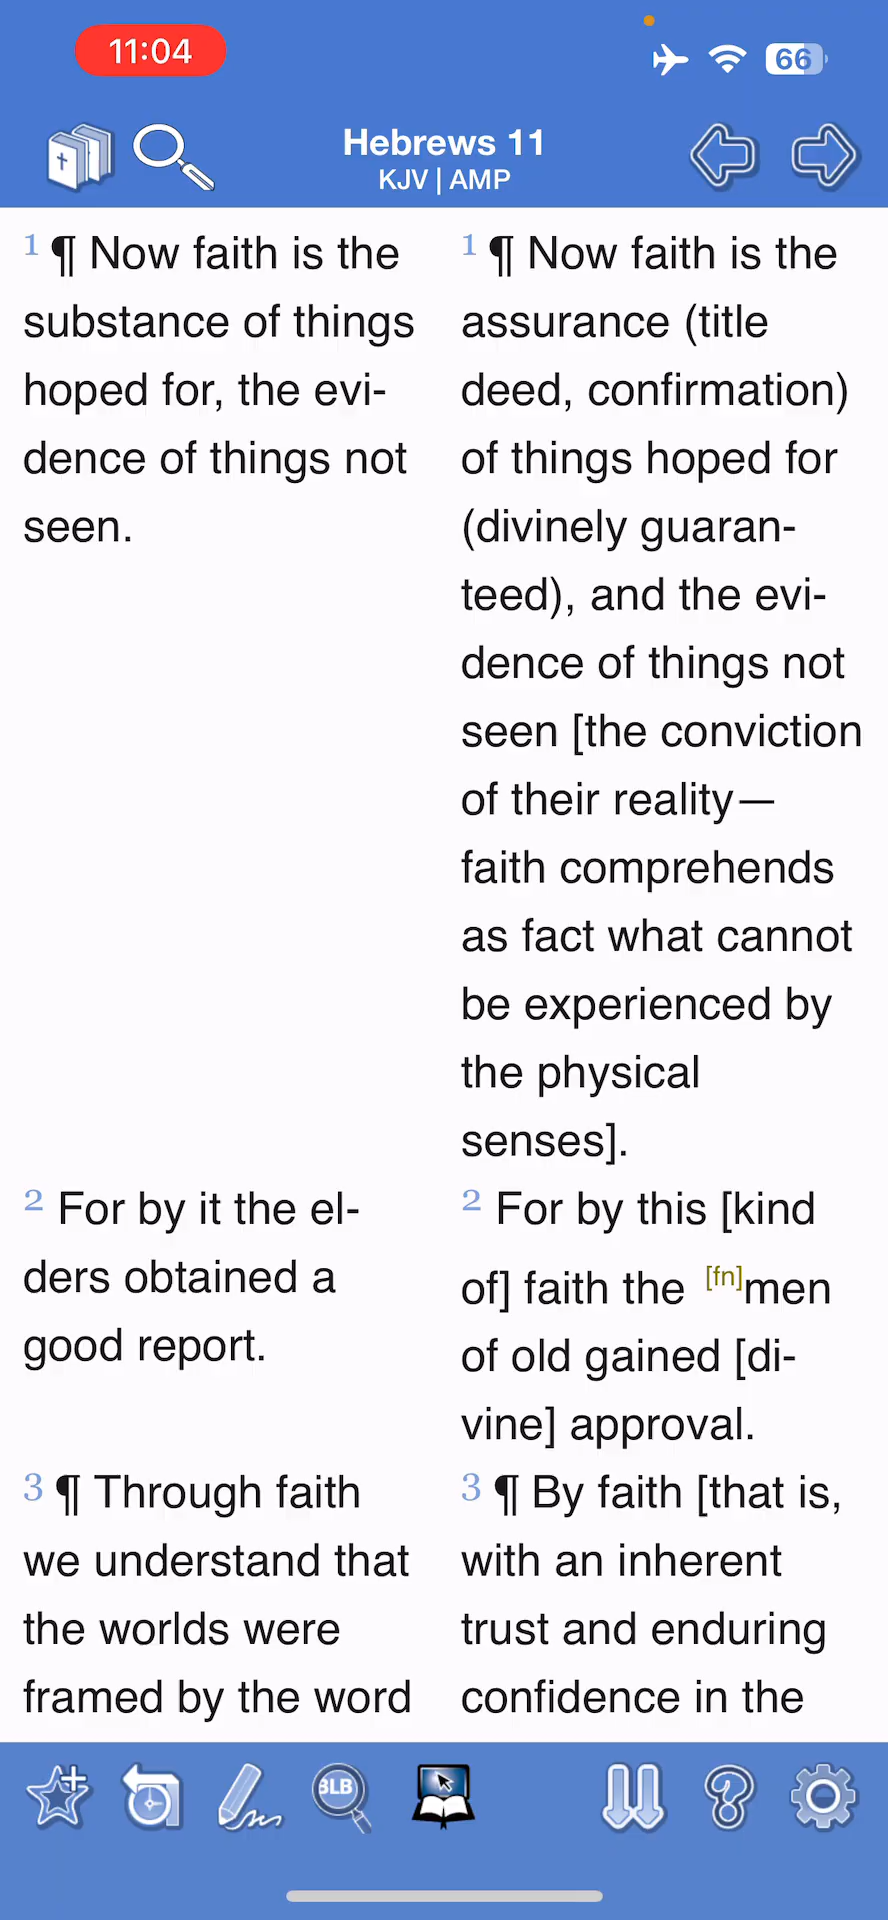 11:04
66
Hebrews 11
KJV | AMP
1 ¶ Now faith is the
substance of things
hoped for, the evi-
dence of things not
seen.
1 ¶ Now faith is the
assurance (title
deed, confirmation)
of things hoped for
(divinely guaran-
teed), and the evi-
dence of things not
seen [the conviction
of their reality—
faith comprehends
as fact what cannot
be experienced by
the physical
senses].
2 For by it the el-
ders obtained a
good report.
2 For by this [kind
of] faith the [fn]men
of old gained [di-
vine] approval.
3 ¶ Through faith
we understand that
the worlds were
framed by the word
3 ¶ By faith [that is,
with an inherent
trust and enduring
confidence in the
BLB